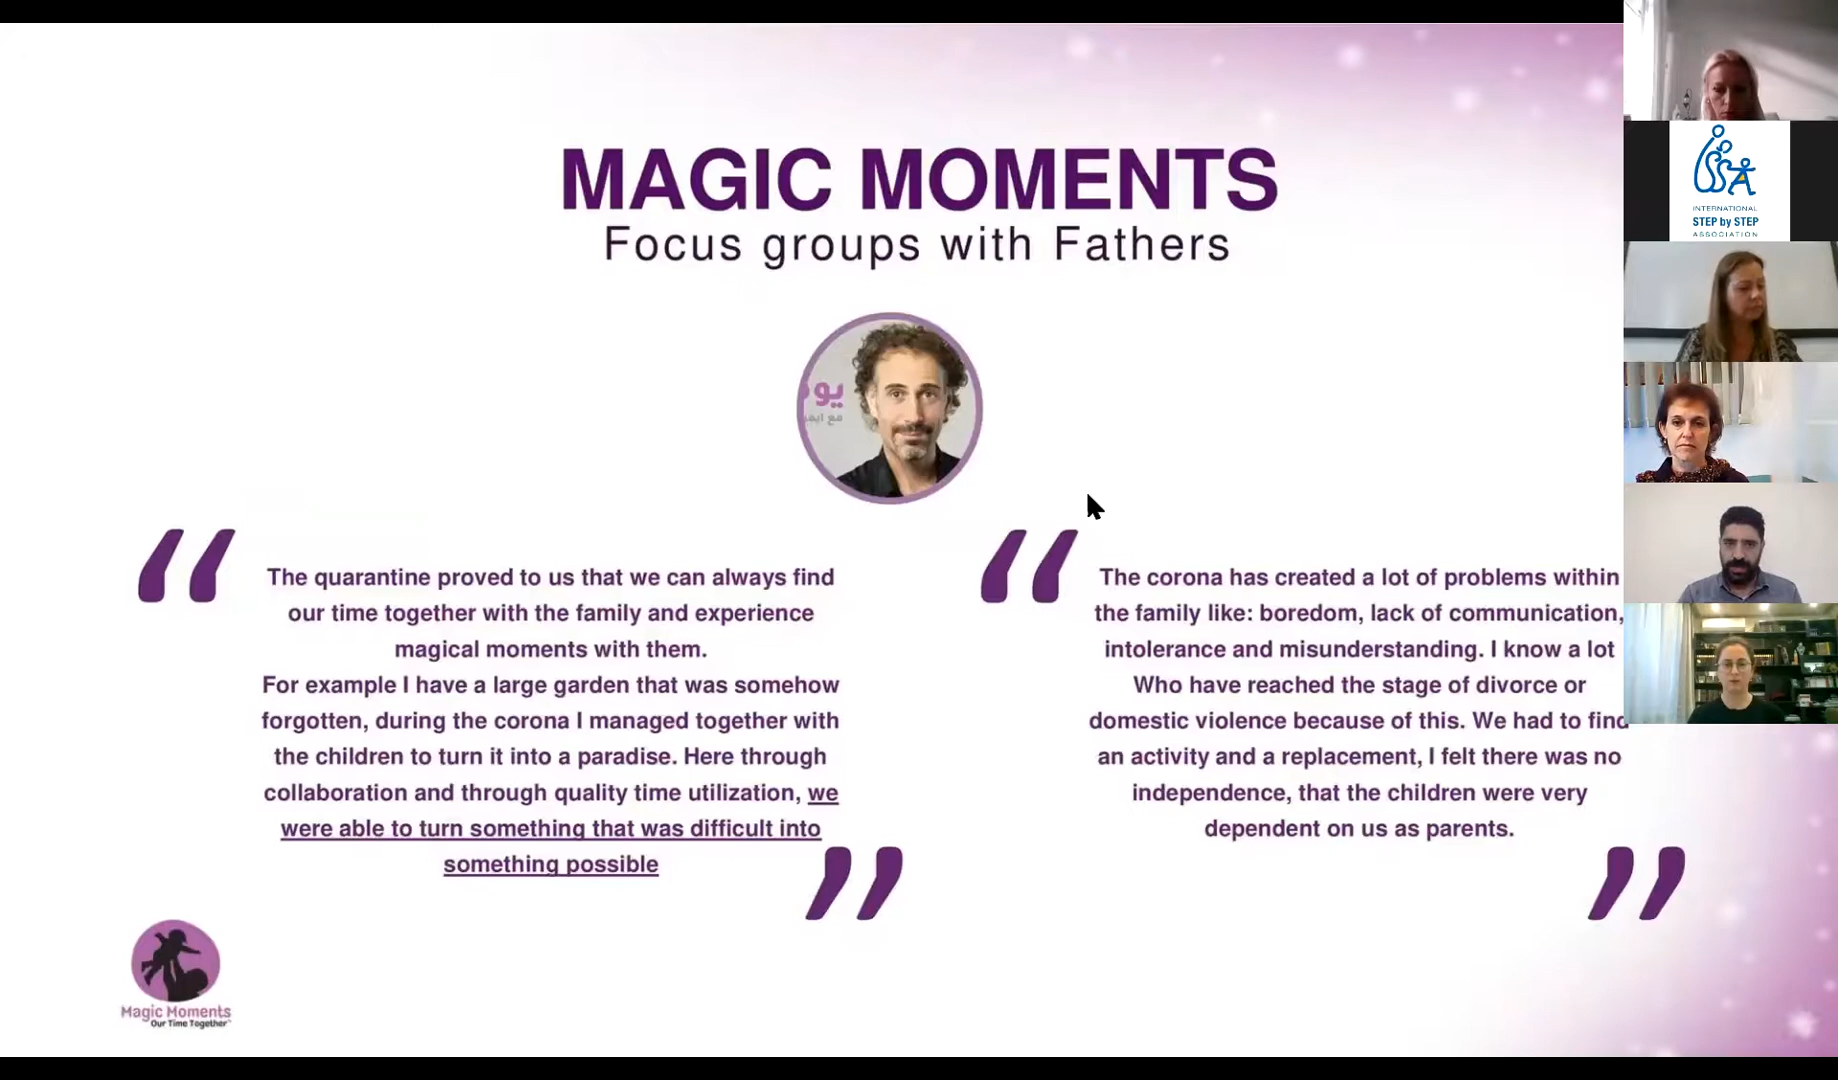 MAGIC MOMENTS
Focus groups with Fathers
يو
مع ايم
“
The quarantine proved to us that we can always find
our time together with the family and experience
magical moments with them.
For example I have a large garden that was somehow
forgotten, during the corona I managed together with
the children to turn it into a paradise. Here through
collaboration and through quality time utilization, we
were able to turn something that was difficult into
something possible
”
“
The corona has created a lot of problems within
the family like: boredom, lack of communication,
intolerance and misunderstanding. I know a lot
Who have reached the stage of divorce or
domestic violence because of this. We had to find
an activity and a replacement, I felt there was no
independence, that the children were very
dependent on us as parents.
”
Magic Moments
Our Time Together
INTERNATIONAL
STEP by STEP
ASSOCIATION